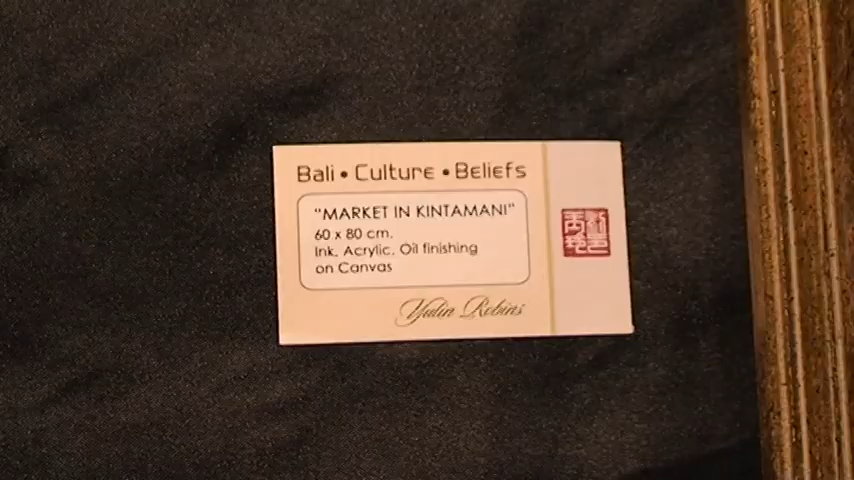 Bali • Culture • Beliefs
"MARKET IN KINTAMANI"
60 x 80 cm.
Ink, Acrylic, Oil finishing
on Canvas
Yulin Robins